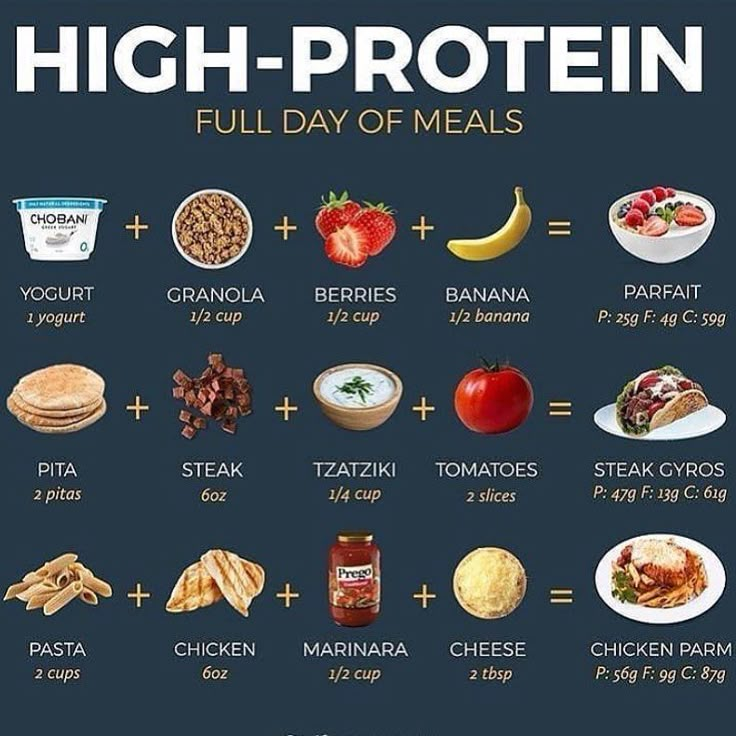 HIGH-PROTEIN
FULL DAY OF MEALS
CHOBANI
GREEK YOGURT
0
+ + + =
YOGURT GRANOLA BERRIES BANANA PARFAIT
1 yogurt 1/2 cup 1/2 cup 1/2 banana P: 25g F: 4g C: 59g
+ + + =
PITA STEAK TZATZIKI TOMATOES STEAK GYROS
2 pitas 6oz 1/4 cup 2 slices P: 47g F: 13g C: 61g
Prego
+ + + =
PASTA CHICKEN MARINARA CHEESE CHICKEN PARM
2 cups 6oz 1/2 cup 2 tbsp P: 56g F: 9g C: 87g